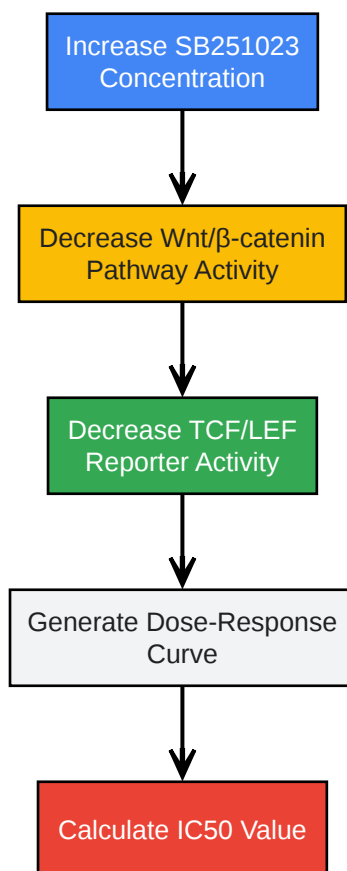 Increase SB251023
Concentration
Decrease Wnt/β-catenin
Pathway Activity
Decrease TCF/LEF
Reporter Activity
Generate Dose-Response
Curve
Calculate IC50 Value